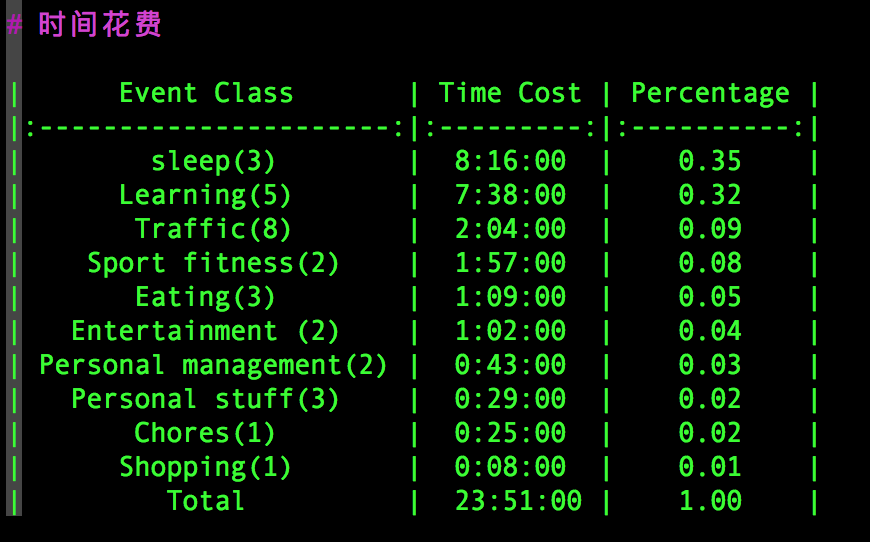 # 时间花费
| Event Class | Time Cost | Percentage |
|:----------------------:|:---------:|:----------:|
| sleep(3) | 8:16:00 | 0.35 |
| Learning(5) | 7:38:00 | 0.32 |
| Traffic(8) | 2:04:00 | 0.09 |
| Sport fitness(2) | 1:57:00 | 0.08 |
| Eating(3) | 1:09:00 | 0.05 |
| Entertainment (2) | 1:02:00 | 0.04 |
| Personal management(2) | 0:43:00 | 0.03 |
| Personal stuff(3) | 0:29:00 | 0.02 |
| Chores(1) | 0:25:00 | 0.02 |
| Shopping(1) | 0:08:00 | 0.01 |
| Total | 23:51:00 | 1.00 |